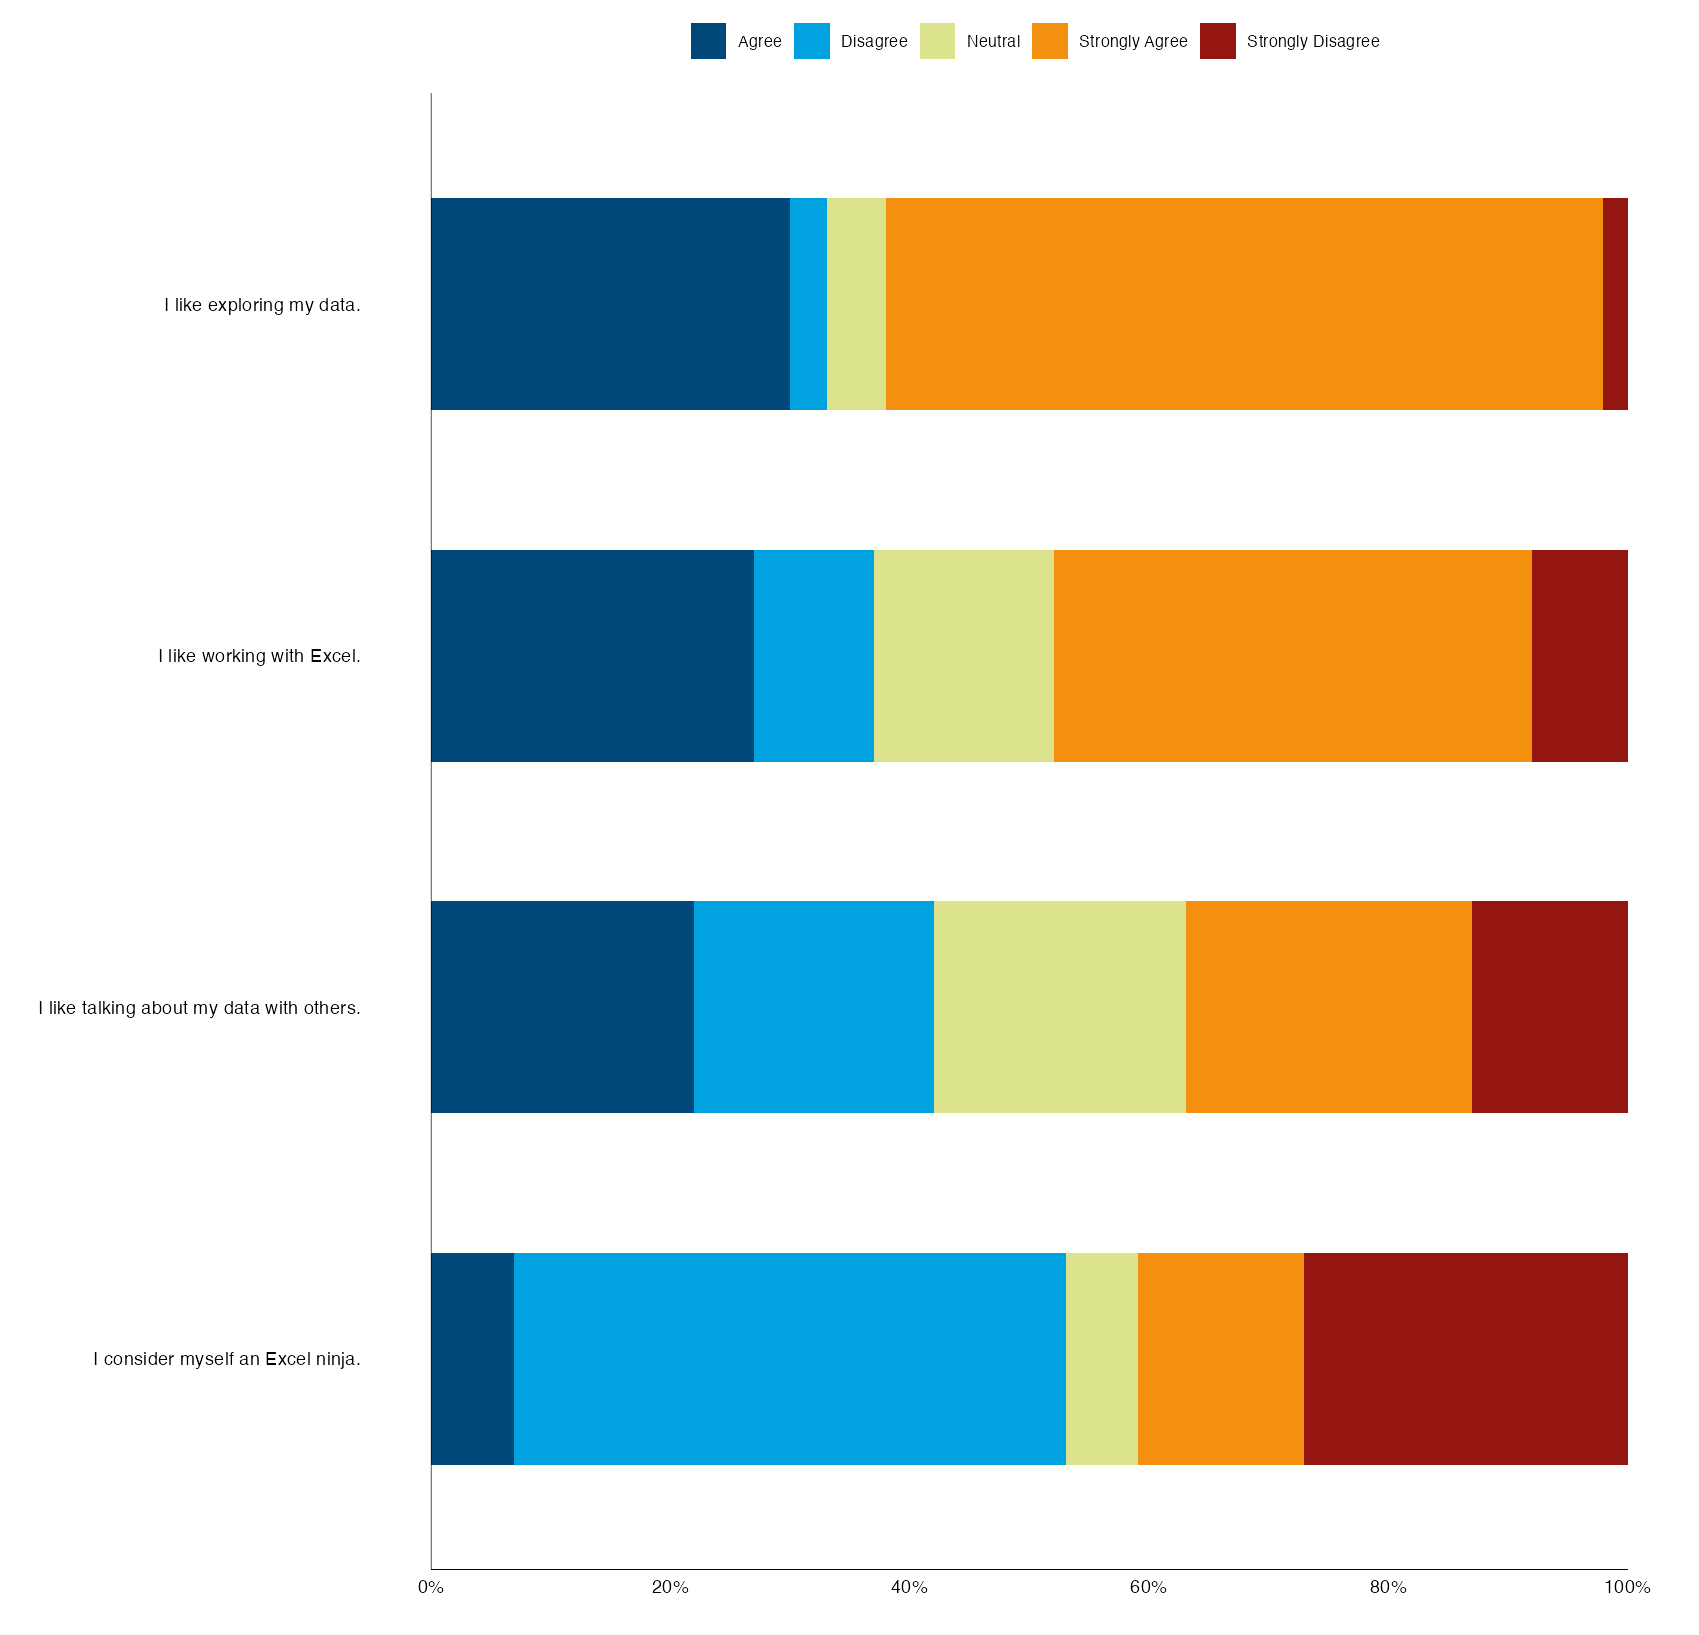 Agree Disagree Neutral Strongly Agree Strongly Disagree
I like exploring my data.
I like working with Excel.
I like talking about my data with others.
I consider myself an Excel ninja.
0% 20% 40% 60% 80% 100%